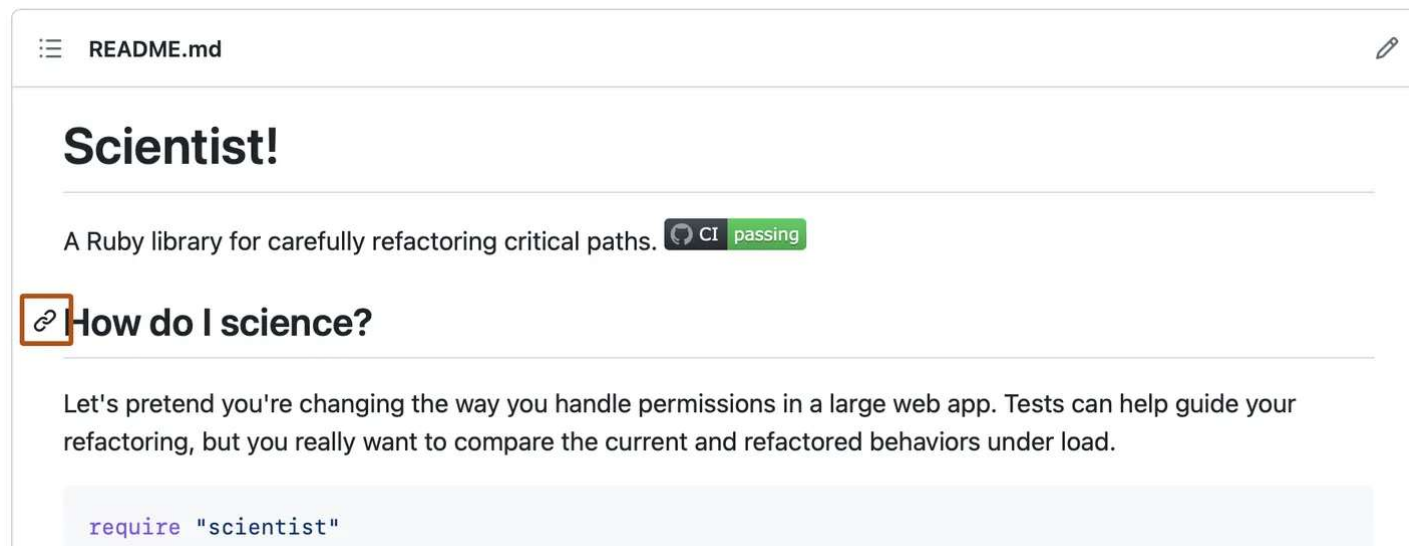 README.md
Scientist!
A Ruby library for carefully refactoring critical paths. CI passing
How do I science?
Let's pretend you're changing the way you handle permissions in a large web app. Tests can help guide your
refactoring, but you really want to compare the current and refactored behaviors under load.
require "scientist"